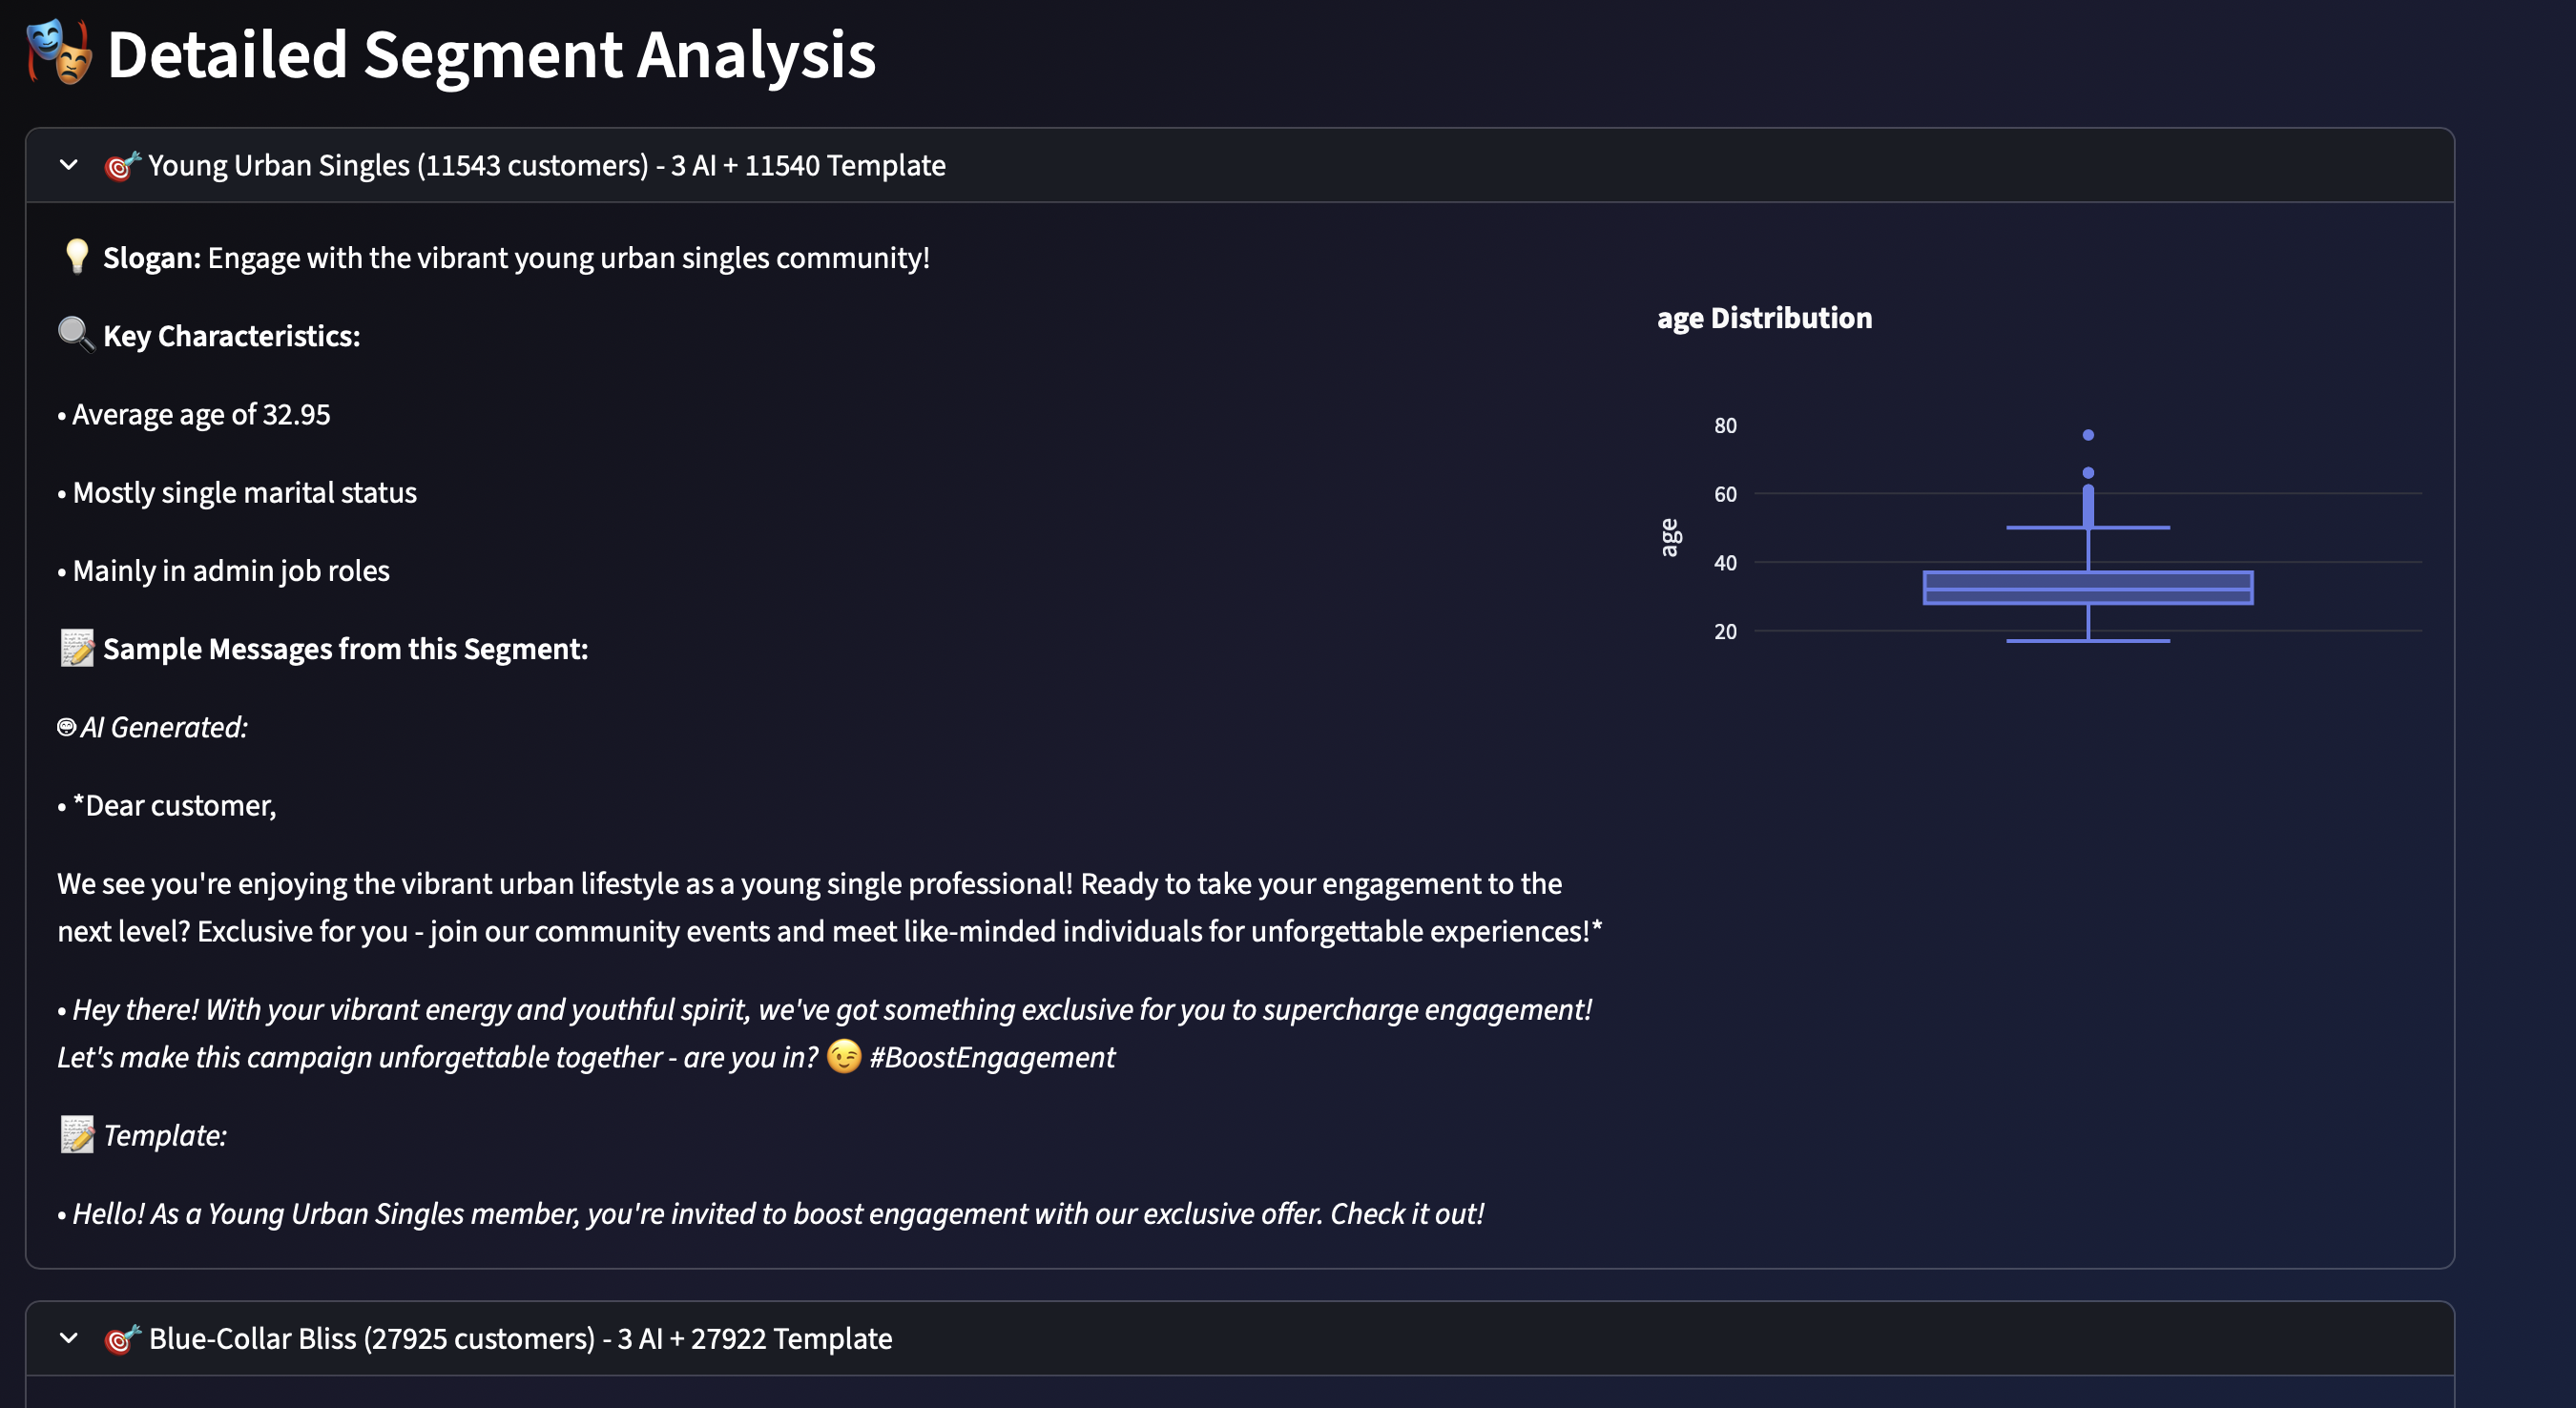 🎭 Detailed Segment Analysis
🎯 Young Urban Singles (11543 customers) - 3 AI + 11540 Template
💡 Slogan: Engage with the vibrant young urban singles community!
🔍 Key Characteristics:
• Average age of 32.95
• Mostly single marital status
• Mainly in admin job roles
📝 Sample Messages from this Segment:
🤖 AI Generated:
• *Dear customer,
We see you're enjoying the vibrant urban lifestyle as a young single professional! Ready to take your engagement to the
next level? Exclusive for you - join our community events and meet like-minded individuals for unforgettable experiences!*
• Hey there! With your vibrant energy and youthful spirit, we've got something exclusive for you to supercharge engagement!
Let's make this campaign unforgettable together - are you in? 😉 #BoostEngagement
📝 Template:
• Hello! As a Young Urban Singles member, you're invited to boost engagement with our exclusive offer. Check it out!
age Distribution
80
60
40
20
age
🎯 Blue-Collar Bliss (27925 customers) - 3 AI + 27922 Template